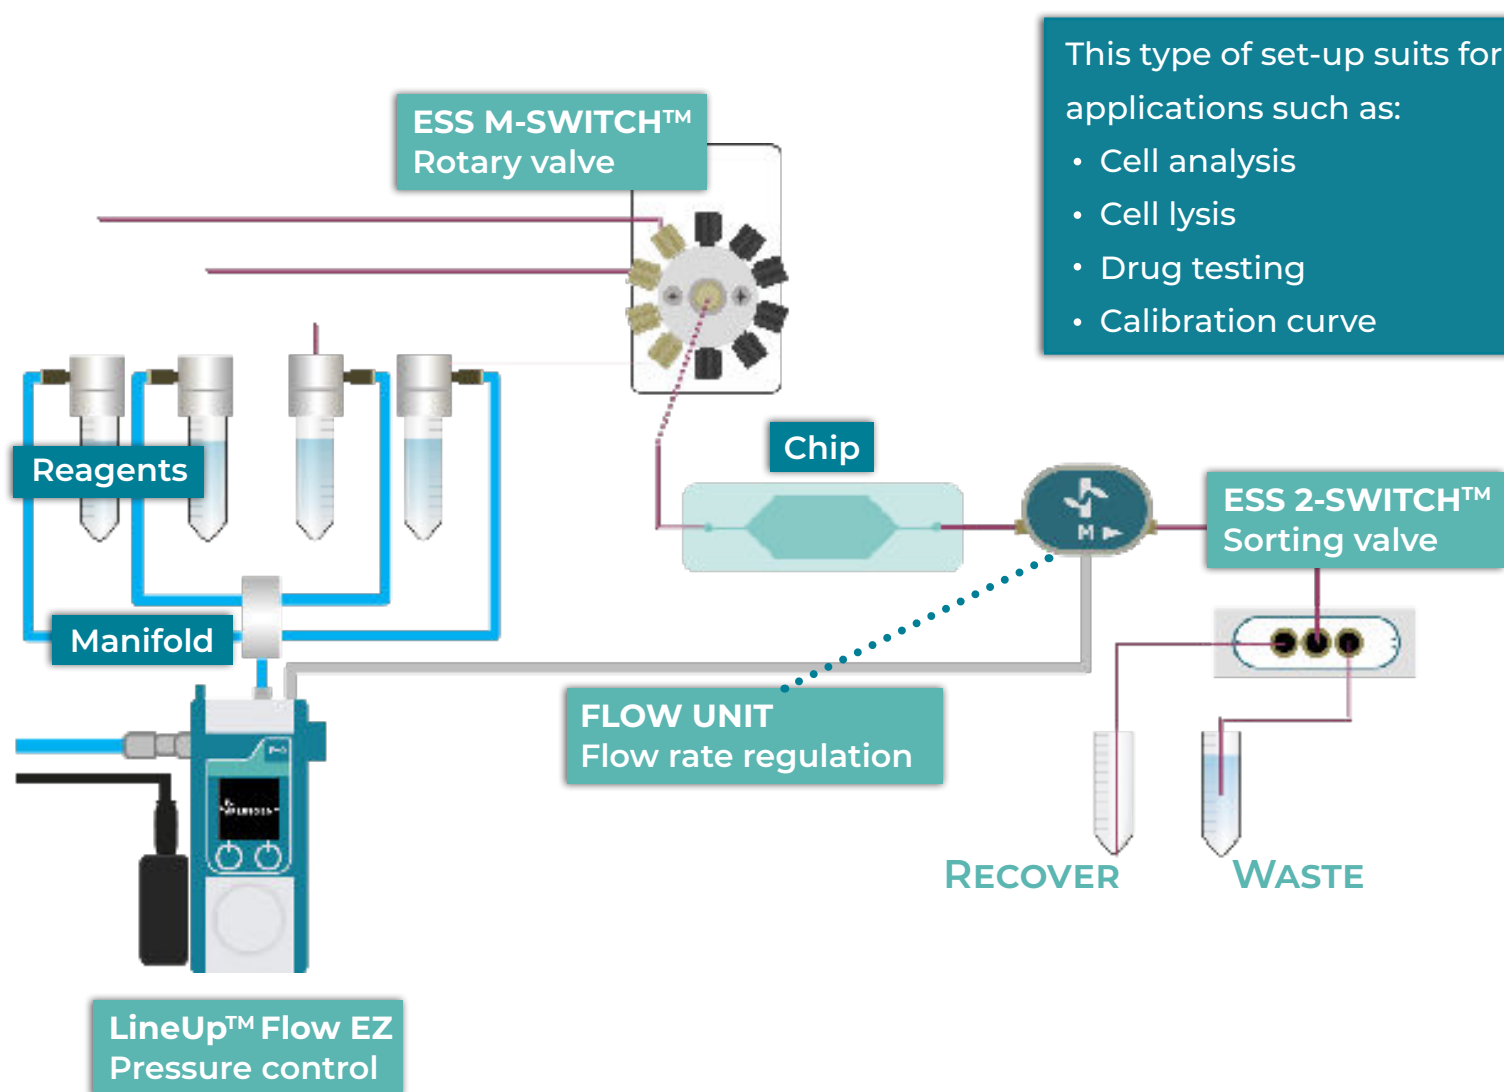 This type of set-up suits for
applications such as:
• Cell analysis
• Cell lysis
• Drug testing
• Calibration curve
ESS M-SWITCH™
Rotary valve
Reagents
Chip
M
ESS 2-SWITCH™
Sorting valve
Manifold
FLOW UNIT
Flow rate regulation
RECOVER
WASTE
LineUp™ Flow EZ
Pressure control